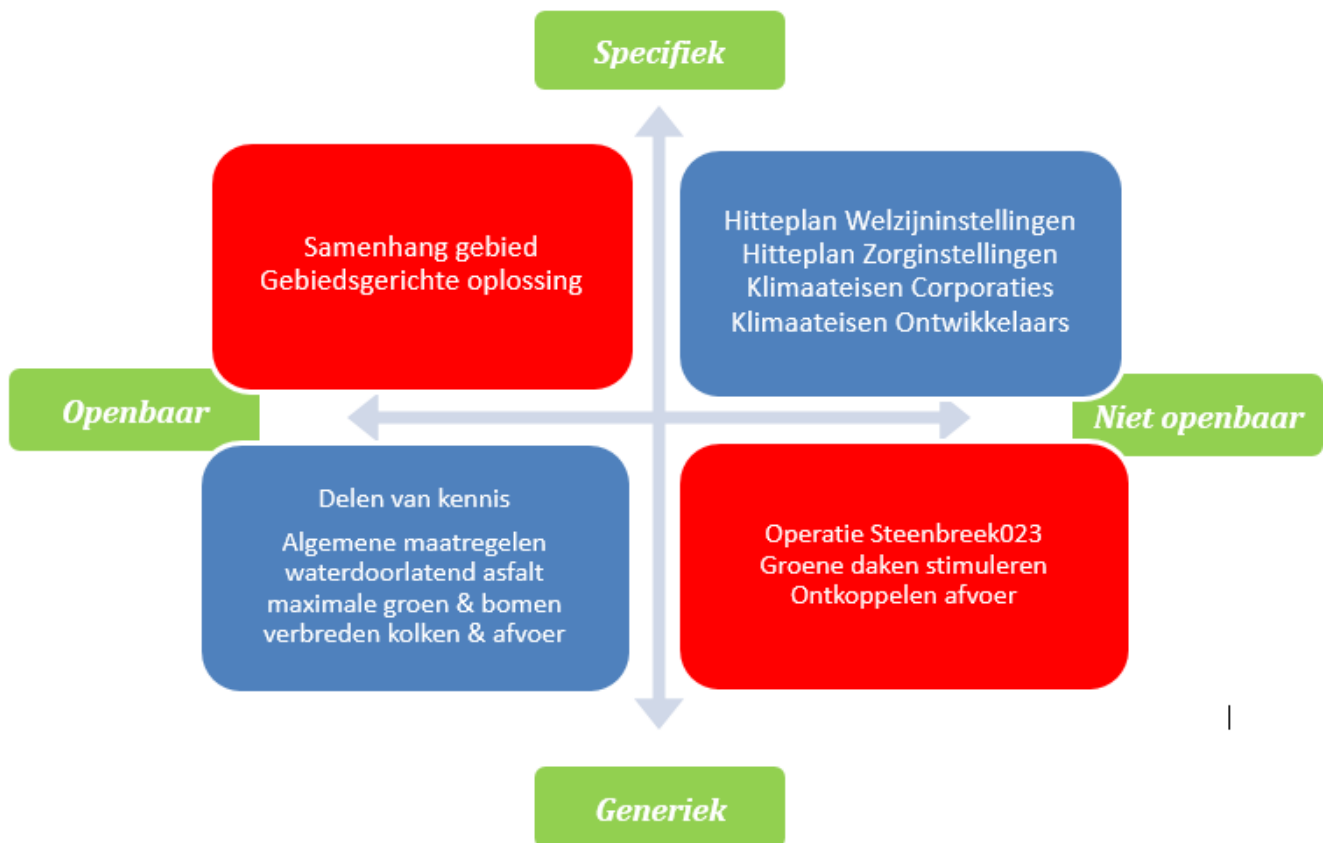 Specifiek
Samenhang gebied
Gebiedsgerichte oplossing
Hitteplan Welzijninstellingen
Hitteplan Zorginstellingen
Klimaateisen Corporaties
Klimaateisen Ontwikkelaars
Openbaar
Niet openbaar
Delen van kennis
Algemene maatregelen
waterdoorlatend asfalt
maximale groen & bomen
verbreden kolken & afvoer
Operatie Steenbreek023
Groene daken stimuleren
Ontkoppelen afvoer
Generiek